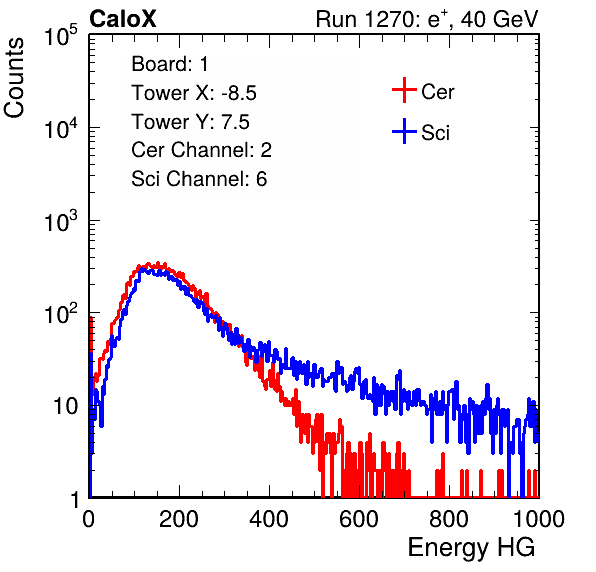 CaloX Run 1270: e⁺, 40 GeV
Counts
Board: 1
Tower X: -8.5
Tower Y: 7.5
Cer Channel: 2
Sci Channel: 6
Cer
Sci
10⁵
10⁴
10³
10²
10
1
0 200 400 600 800 1000
Energy HG